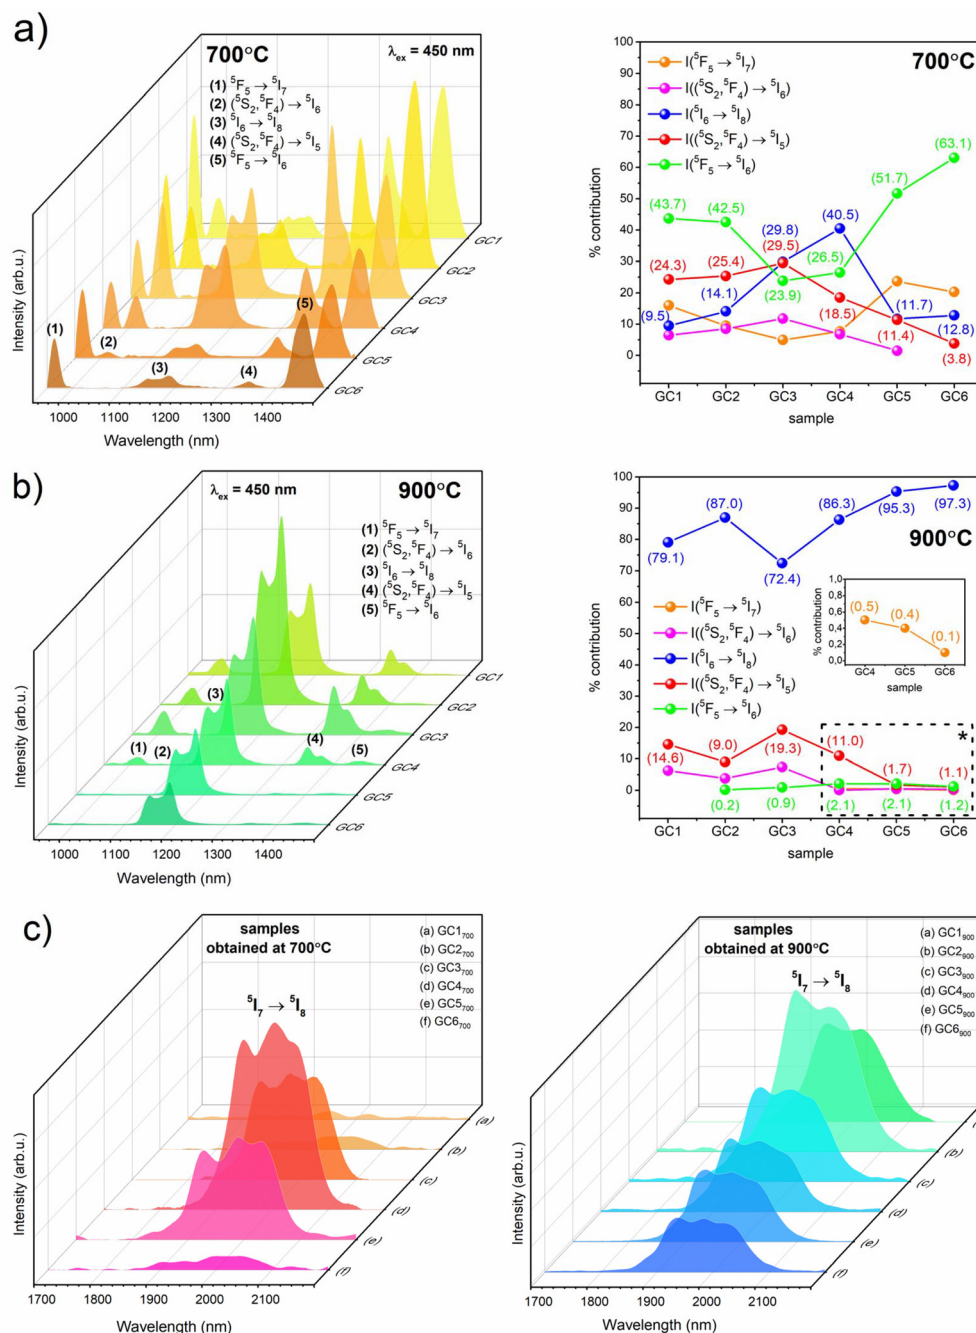 a)
700°C
λex = 450 nm
(1) ⁵F₅ → ⁵I₇
(2) (⁵S₂,⁵F₄) → ⁵I₆
(3) ⁵I₆ → ⁵I₈
(4) (⁵S₂,⁵F₄) → ⁵I₅
(5) ⁵F₅ → ⁵I₆
Intensity (arb.u.)
(1)
(2)
(3)
(4)
(5)
GC1
GC2
GC3
GC4
GC5
GC6
1000 1100 1200 1300 1400
Wavelength (nm)
700°C
I(⁵F₅ → ⁵I₇)
I((⁵S₂,⁵F₄) → ⁵I₆)
I(⁵I₆ → ⁵I₈)
I((⁵S₂,⁵F₄) → ⁵I₅)
I(⁵F₅ → ⁵I₆)
% contribution
100
90
80
70
60
50
40
30
20
10
0
(43.7)
(42.5)
(23.9)
(26.5)
(51.7)
(63.1)
(24.3)
(25.4)
(29.5)
(18.5)
(11.4)
(3.8)
(9.5)
(14.1)
(29.8)
(40.5)
(11.7)
(12.8)
GC1 GC2 GC3 GC4 GC5 GC6
sample
b)
λex = 450 nm
900°C
(1) ⁵F₅ → ⁵I₇
(2) (⁵S₂,⁵F₄) → ⁵I₆
(3) ⁵I₆ → ⁵I₈
(4) (⁵S₂,⁵F₄) → ⁵I₅
(5) ⁵F₅ → ⁵I₆
Intensity (arb.u.)
(1)
(2)
(3)
(4)
(5)
GC1
GC2
GC3
GC4
GC5
GC6
1000 1100 1200 1300 1400
Wavelength (nm)
900°C
% contribution
100
90
80
70
60
50
40
30
20
10
0
(79.1)
(87.0)
(72.4)
(86.3)
(95.3)
(97.3)
I(⁵F₅ → ⁵I₇)
I((⁵S₂,⁵F₄) → ⁵I₆)
I(⁵I₆ → ⁵I₈)
I((⁵S₂,⁵F₄) → ⁵I₅)
I(⁵F₅ → ⁵I₆)
% contribution
1,0
0,8
0,6
0,4
0,2
0,0
(0.5)
(0.4)
(0.1)
GC4 GC5 GC6
sample
*
(14.6)
(9.0)
(19.3)
(11.0)
(1.7)
(1.1)
(0.2)
(0.9)
(2.1)
(2.1)
(1.2)
GC1 GC2 GC3 GC4 GC5 GC6
sample
c)
samples
obtained at 700°C
(a) GC1₇₀₀
(b) GC2₇₀₀
(c) GC3₇₀₀
(d) GC4₇₀₀
(e) GC5₇₀₀
(f) GC6₇₀₀
⁵I₇ → ⁵I₈
Intensity (arb.u.)
(a)
(b)
(c)
(d)
(e)
(f)
1700 1800 1900 2000 2100
Wavelength (nm)
samples
obtained at 900°C
(a) GC1₉₀₀
(b) GC2₉₀₀
(c) GC3₉₀₀
(d) GC4₉₀₀
(e) GC5₉₀₀
(f) GC6₉₀₀
⁵I₇ → ⁵I₈
Intensity (arb.u.)
(b)
(c)
(d)
(e)
(f)
1700 1800 1900 2000 2100
Wavelength (nm)